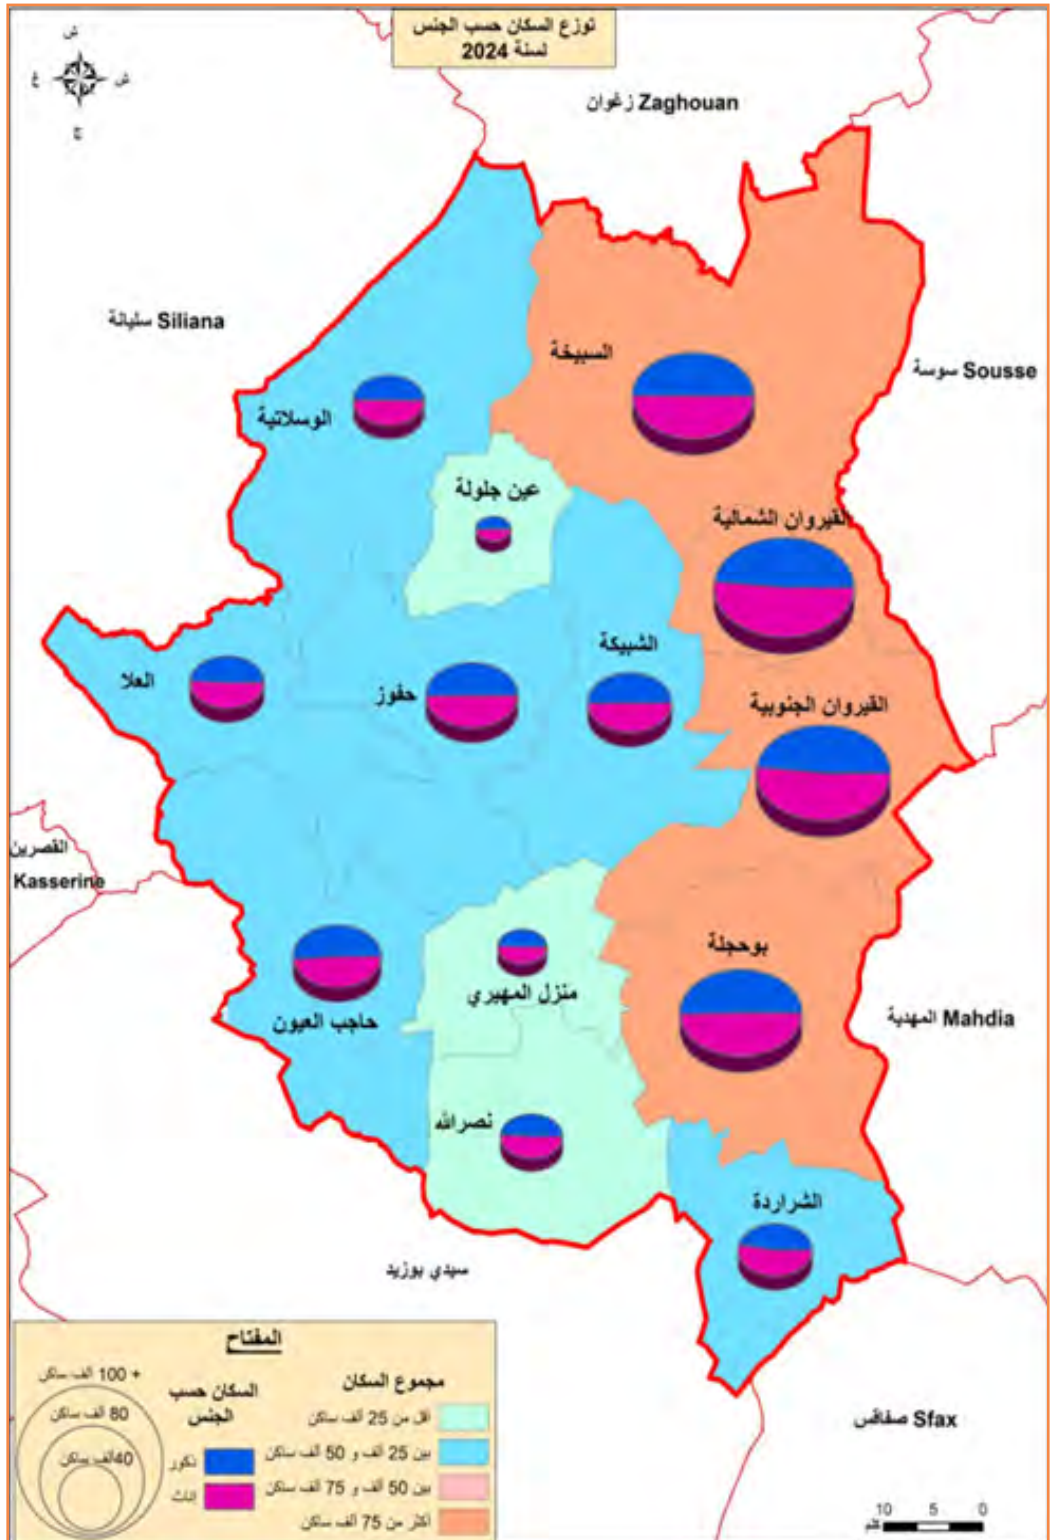 توزع السكان حسب الجنس
لسنة 2024
ش
غ
ش
ج
زغوان Zaghouan
سليانة Siliana
سوسة Sousse
السبيخة
الوسلاتية
عين جلولة
القيروان الشمالية
الشبيكة
العلا
حفوز
القيروان الجنوبية
القصرين
Kasserine
بوحجلة
منزل المهيري
حاجب العيون
المهدية Mahdia
نصرالله
الشراردة
سيدي بوزيد
صفاقس Sfax
المفتاح
مجموع السكان
أقل من 25 ألف ساكن
بين 25 ألف و 50 ألف ساكن
بين 50 ألف و 75 ألف ساكن
أكثر من 75 ألف ساكن
السكان حسب
الجنس
ذكور
إناث
+ 100 ألف ساكن
80 ألف ساكن
40 ألف ساكن
10 5 0
كلم